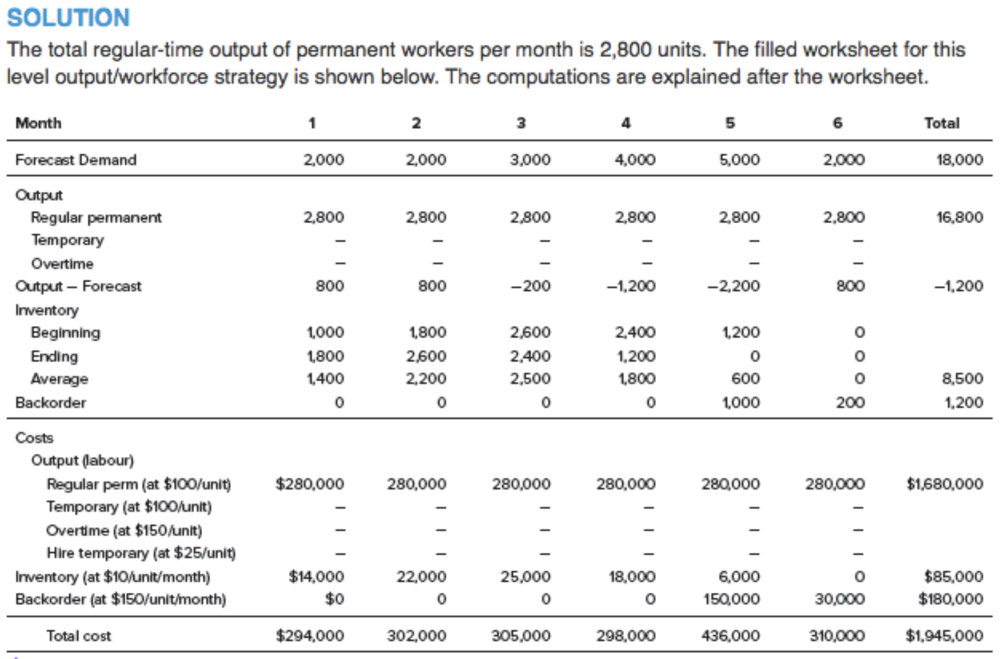 SOLUTION
The total regular-time output of permanent workers per month is 2,800 units. The filled worksheet for this
level output/workforce strategy is shown below. The computations are explained after the worksheet.
Month 1 2 3 4 5 6 Total
Forecast Demand 2,000 2,000 3,000 4,000 5,000 2,000 18,000
Output
Regular permanent 2,800 2,800 2,800 2,800 2,800 2,800 16,800
Temporary – – – – – –
Overtime – – – – – –
Output – Forecast 800 800 –200 –1,200 –2,200 800 –1,200
Inventory
Beginning 1,000 1,800 2,600 2,400 1,200 0
Ending 1,800 2,600 2,400 1,200 0 0
Average 1,400 2,200 2,500 1,800 600 0 8,500
Backorder 0 0 0 0 1,000 200 1,200
Costs
Output (labour)
Regular perm (at $100/unit) $280,000 280,000 280,000 280,000 280,000 280,000 $1,680,000
Temporary (at $100/unit) – – – – – –
Overtime (at $150/unit) – – – – – –
Hire temporary (at $25/unit) – – – – – –
Inventory (at $10/unit/month) $14,000 22,000 25,000 18,000 6,000 0 $85,000
Backorder (at $150/unit/month) $0 0 0 0 150,000 30,000 $180,000
Total cost $294,000 302,000 305,000 298,000 436,000 310,000 $1,945,000